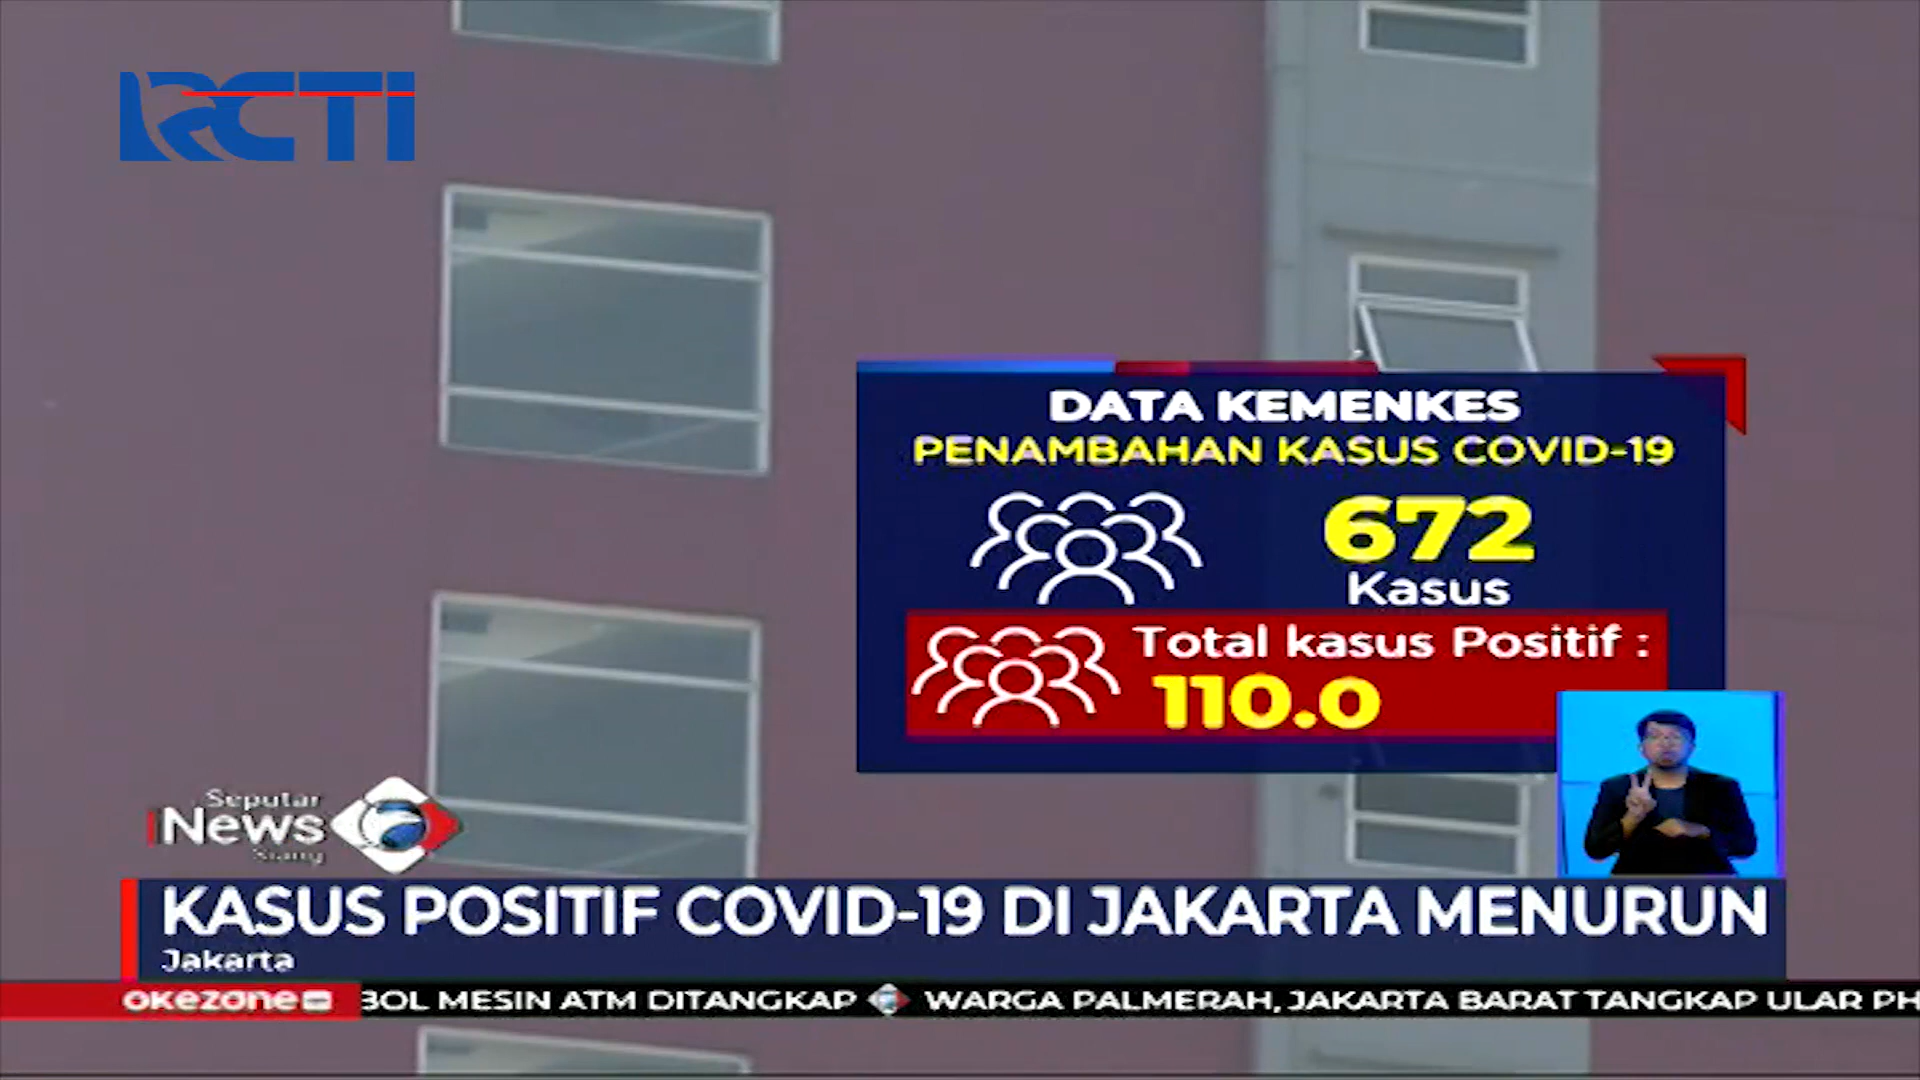 RCTI
DATA KEMENKES
PENAMBAHAN KASUS COVID-19
672
Kasus
Total kasus Positif :
110.0
Seputar
News
Siang
KASUS POSITIF COVID-19 DI JAKARTA MENURUN
Jakarta
okezone
BOL MESIN ATM DITANGKAP WARGA PALMERAH, JAKARTA BARAT TANGKAP ULAR PH